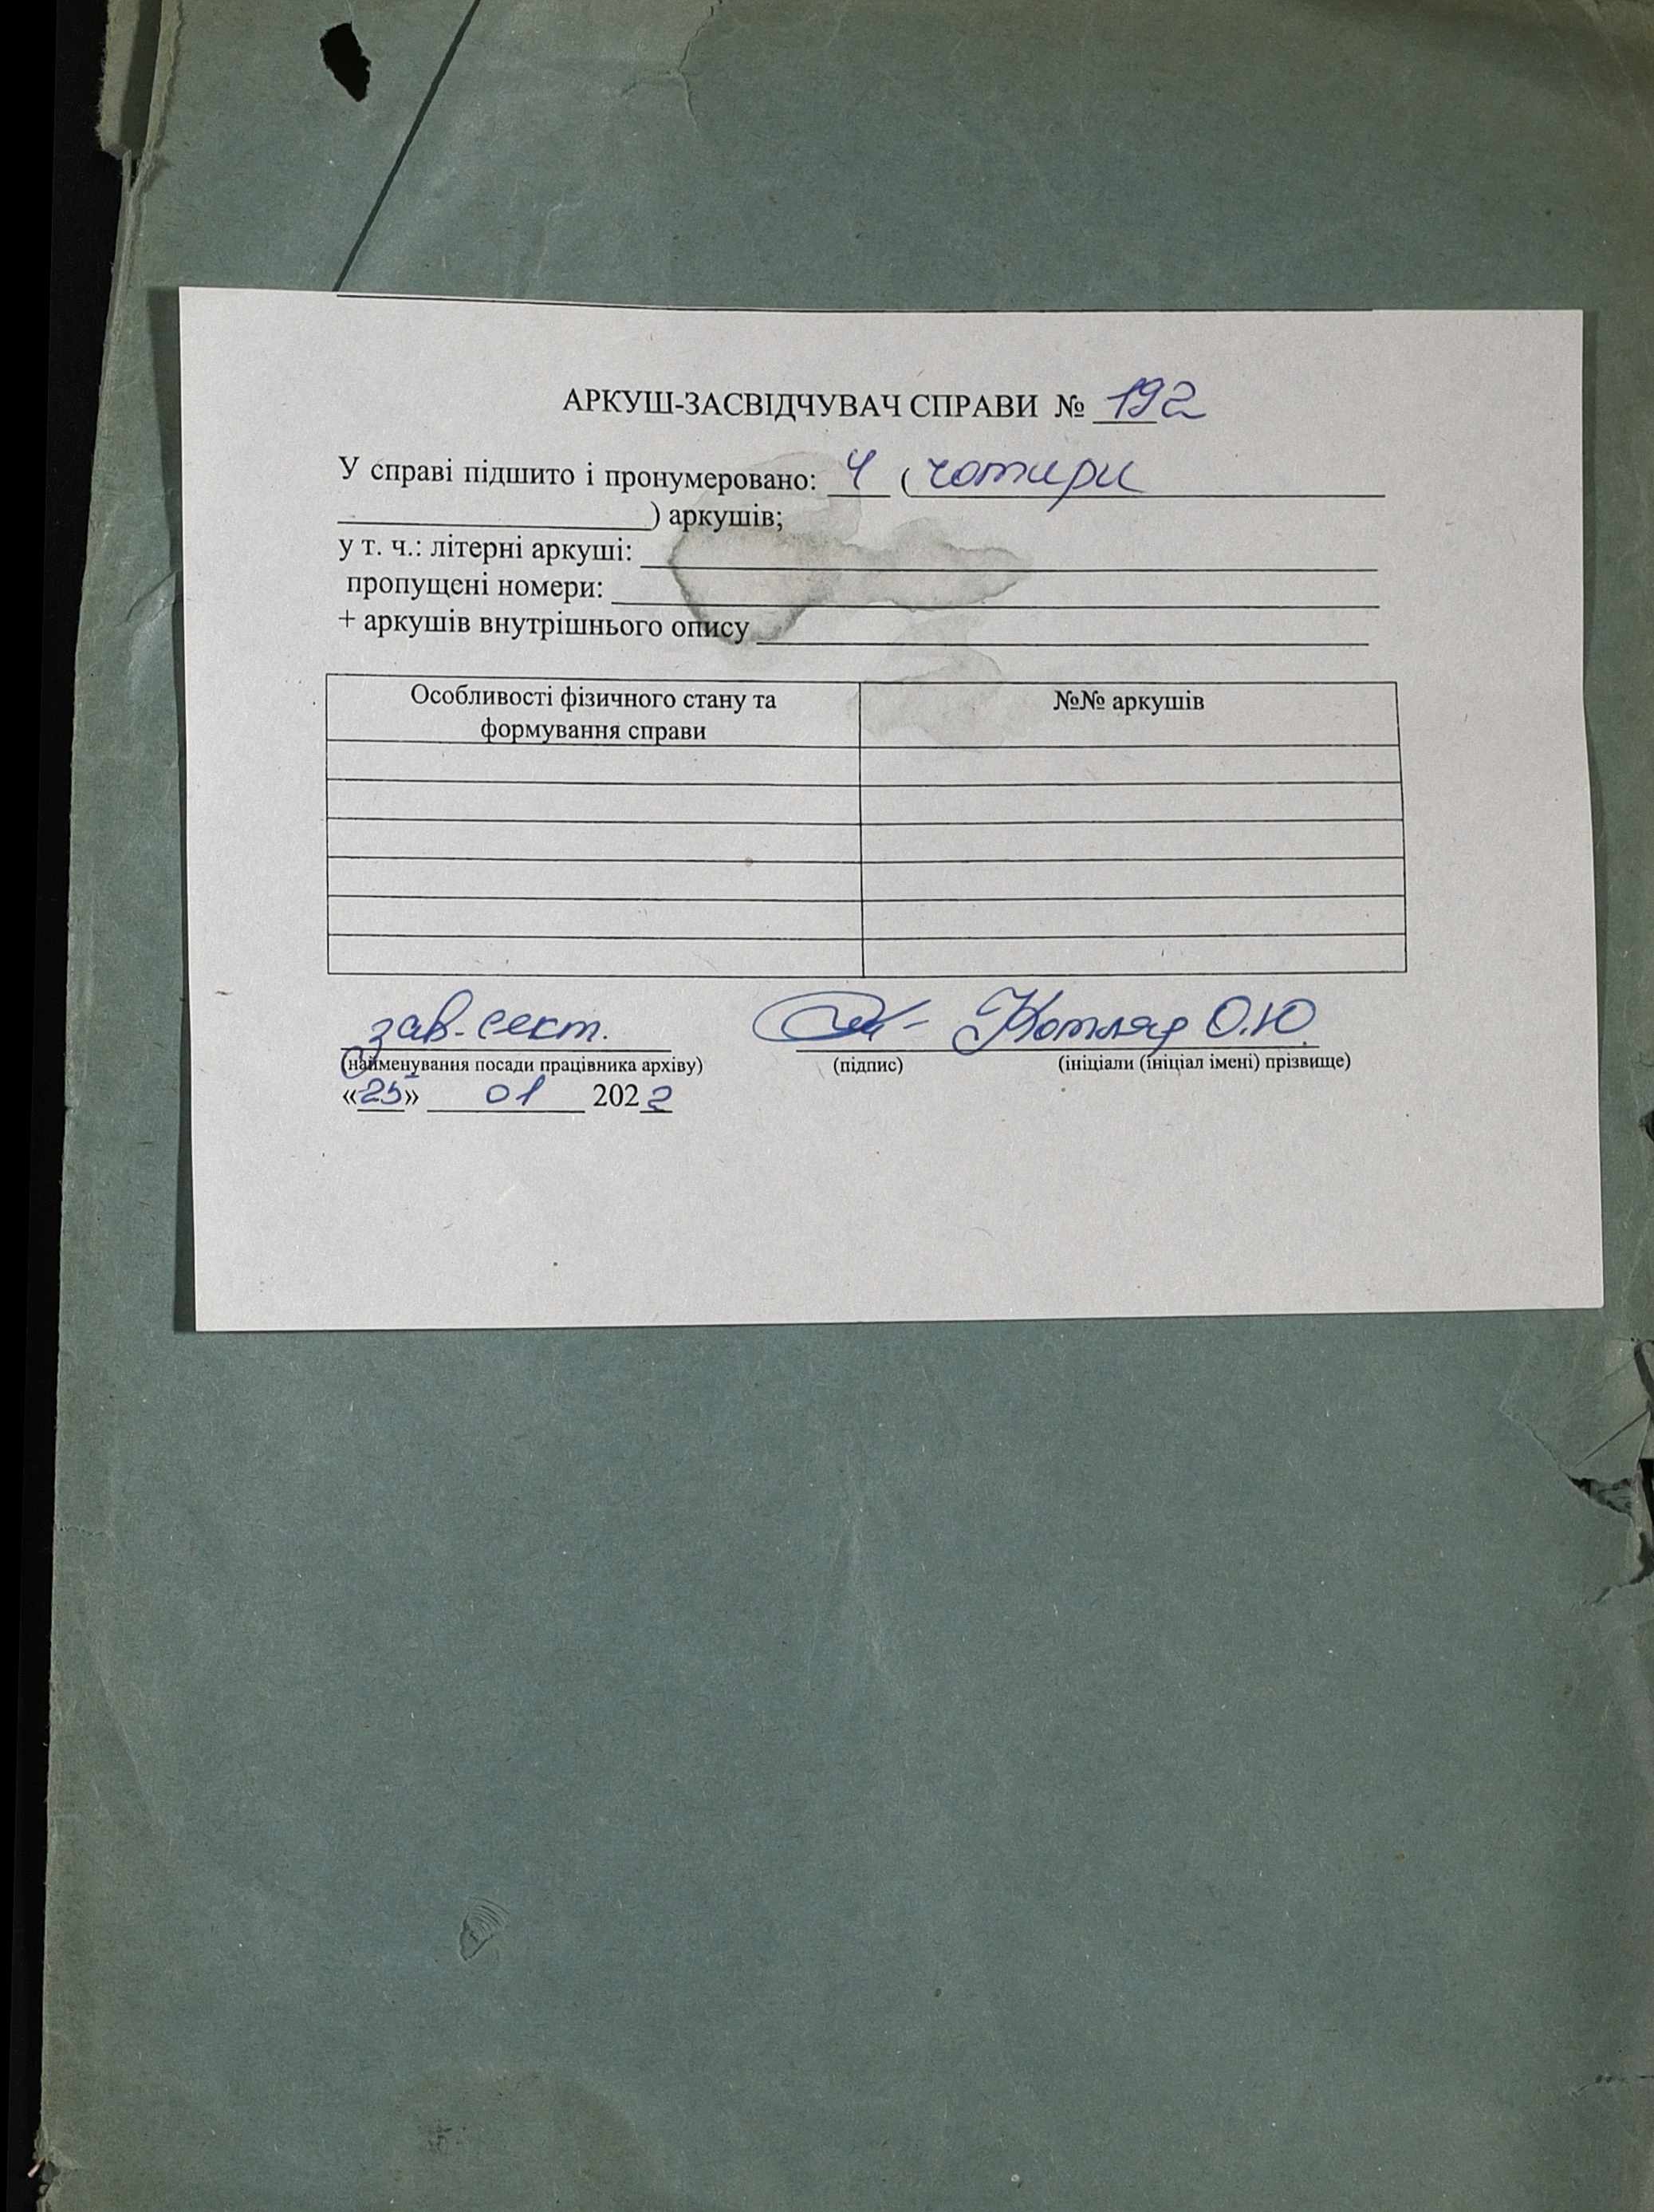 АРКУШ-ЗАСВІДЧУВАЧ СПРАВИ № 192
У справі підшито і пронумеровано: 4 ( чотири
) аркушів;
у т. ч.: літерні аркуші:
пропущені номери:
+ аркушів внутрішнього опису
Особливості фізичного стану та формування справи №№ аркушів
зав. сект. Котляр О.Ю.
(найменування посади працівника архіву) (підпис) (ініціали (ініціал імені) прізвище)
«25» 01 2022